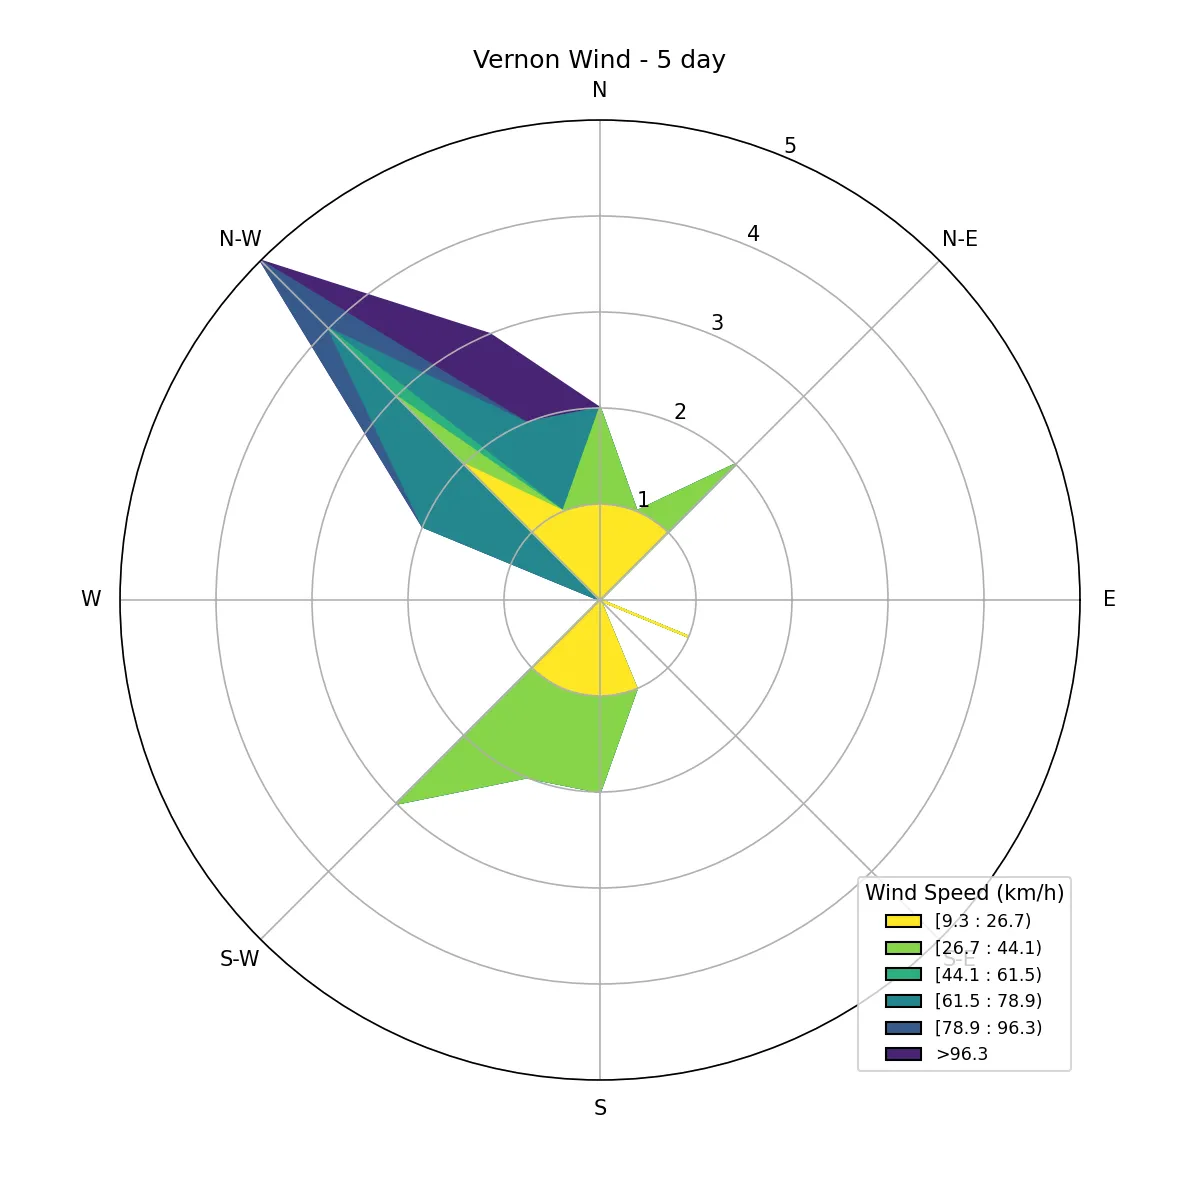 Vernon Wind - 5 day
N
5
N-W
N-E
4
3
2
1
W
E
Wind Speed (km/h)
[9.3 : 26.7)
[26.7 : 44.1)
S-W
S-E
[44.1 : 61.5)
[61.5 : 78.9)
[78.9 : 96.3)
>96.3
S